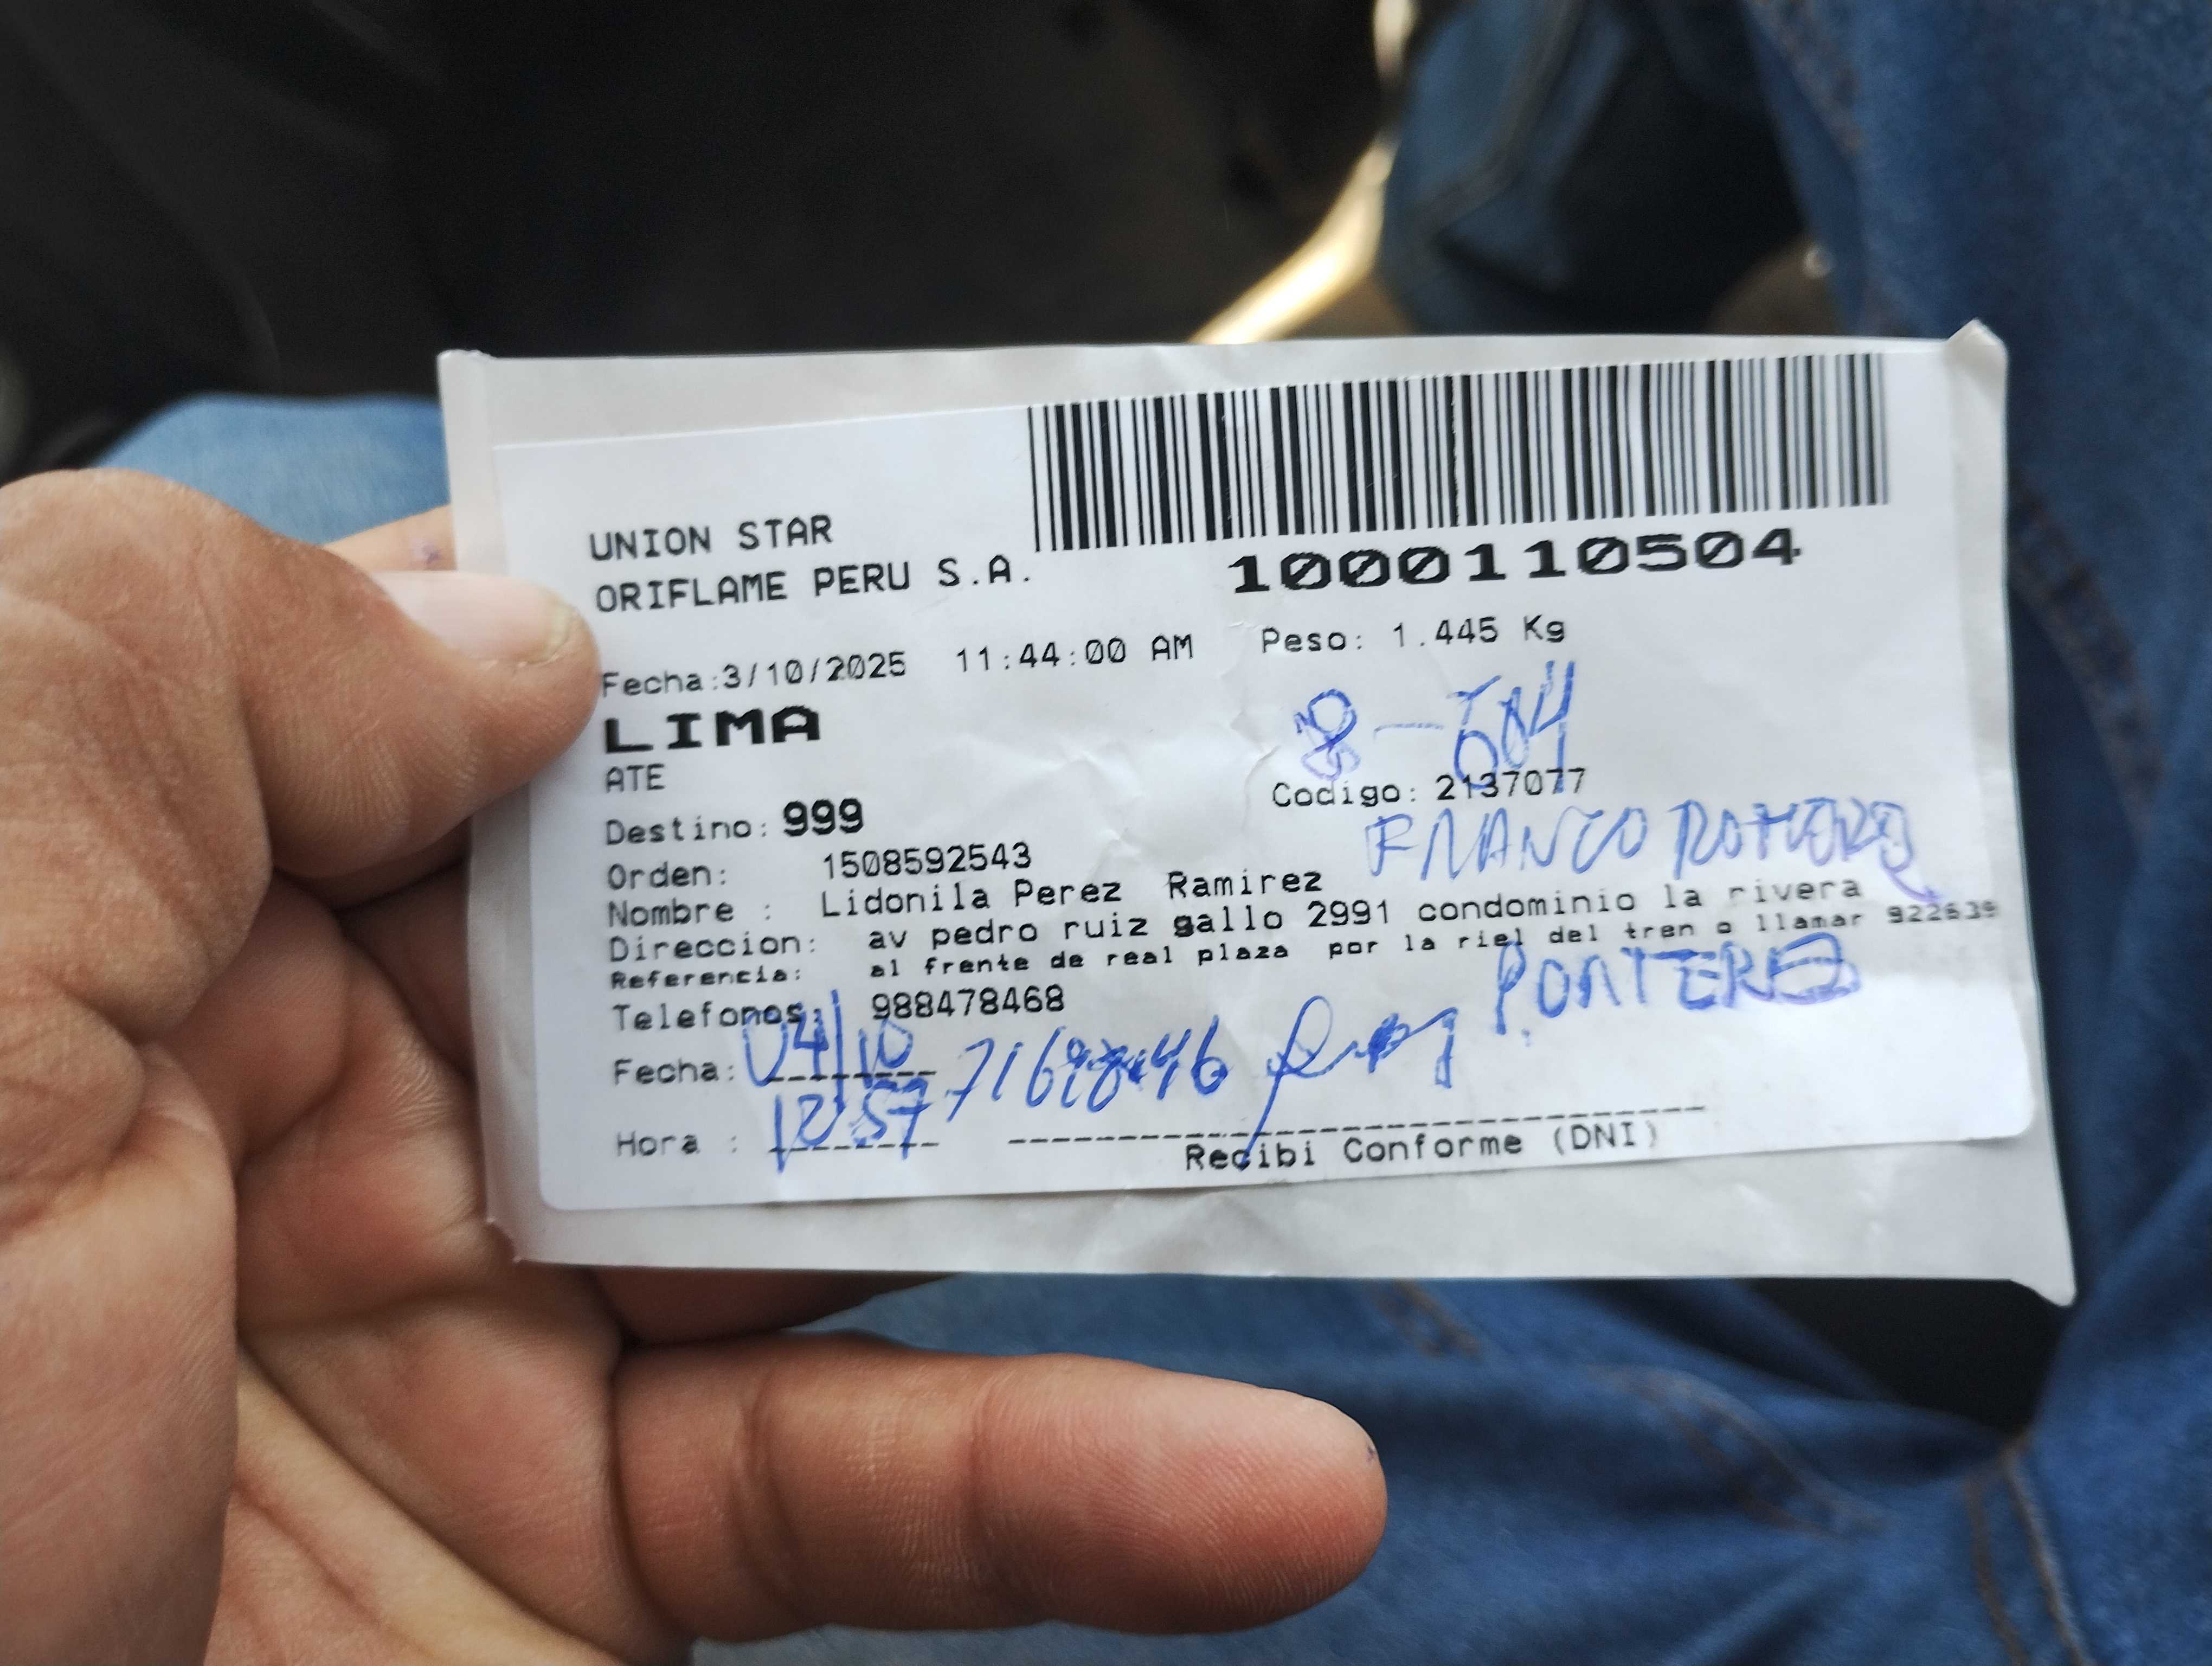 UNION STAR
ORIFLAME PERU S.A.
1000110504
Fecha:3/10/2025 11:44:00 AM Peso: 1.445 Kg
LIMA
ATE
Codigo: 2137077
Destino: 999
FRANCO ROMERO
Orden: 1508592543
Nombre : Lidonila Perez Ramirez
Direccion: av pedro ruiz gallo 2991 condominio la rivera
Referencia: al frente de real plaza por la riel del tren o llamar 922639
Telefonos: 988478468
Fecha: 04/10
Hora : 12:57
Recibi Conforme (DNI)